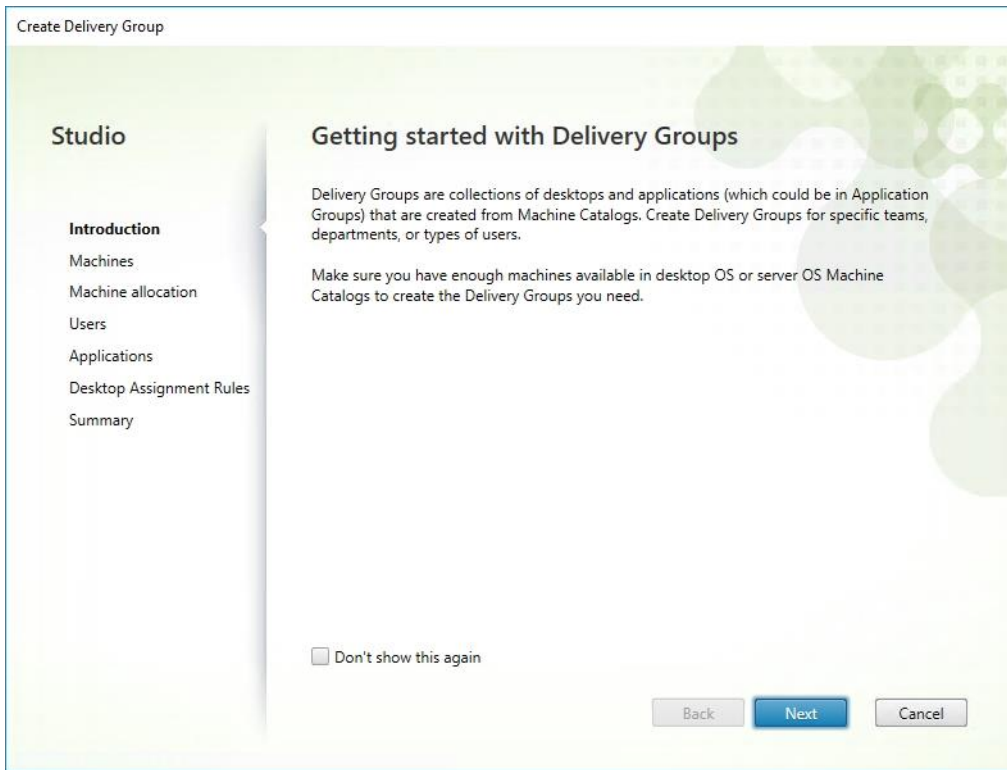 Create Delivery Group
Studio
Introduction
Machines
Machine allocation
Users
Applications
Desktop Assignment Rules
Summary
Getting started with Delivery Groups
Delivery Groups are collections of desktops and applications (which could be in Application
Groups) that are created from Machine Catalogs. Create Delivery Groups for specific teams,
departments, or types of users.
Make sure you have enough machines available in desktop OS or server OS Machine
Catalogs to create the Delivery Groups you need.
Don't show this again
Back
Next
Cancel